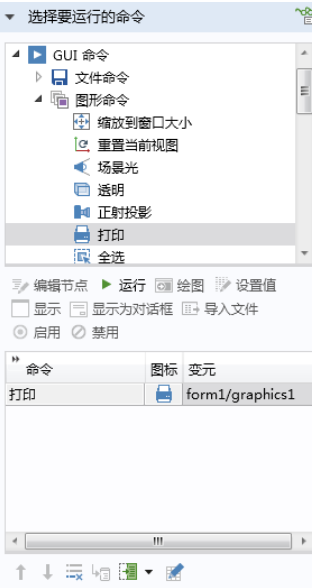 选择要运行的命令
GUI 命令
文件命令
图形命令
缩放到窗口大小
重置当前视图
场景光
透明
正射投影
打印
全选
编辑节点 运行 绘图 设置值
显示 显示为对话框 导入文件
启用 禁用
命令 图标 变元
打印 form1/graphics1